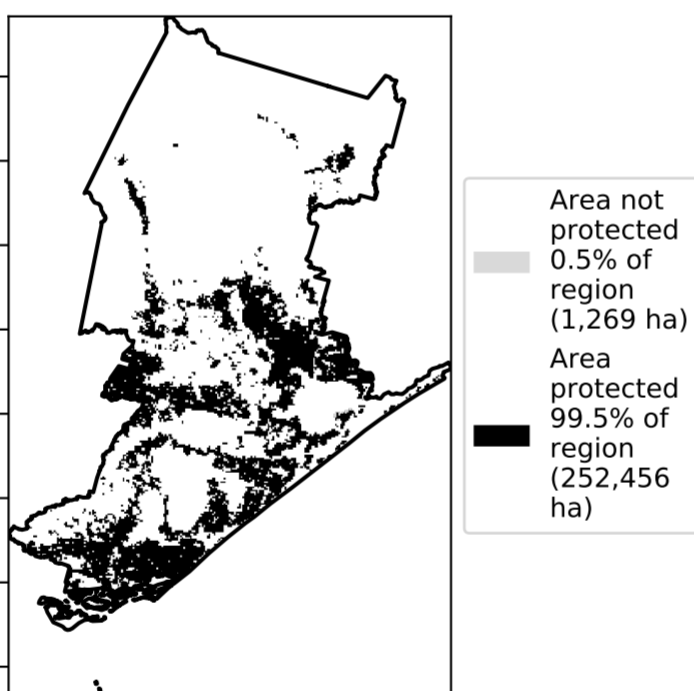 Area not
protected
0.5% of
region
(1,269 ha)
Area
protected
99.5% of
region
(252,456
ha)